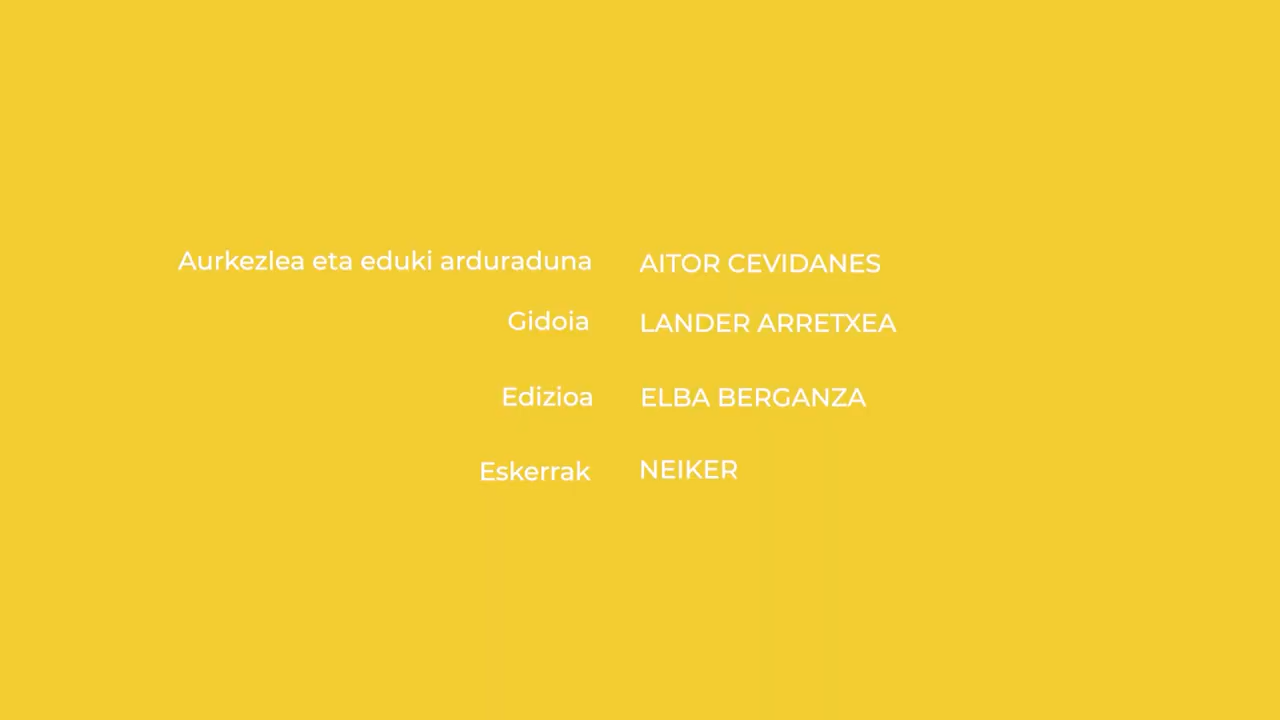 Aurkezlea eta eduki arduraduna AITOR CEVIDANES
Gidoia LANDER ARRETXEA
Edizioa ELBA BERGANZA
Eskerrak NEIKER